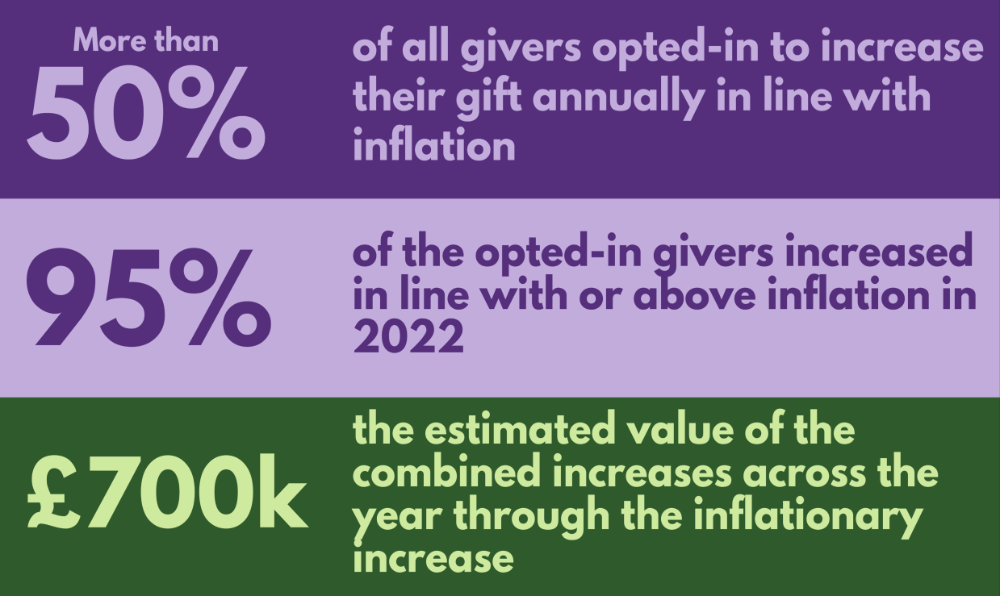 More than
50%
of all givers opted-in to increase
their gift annually in line with
inflation
95%
of the opted-in givers increased
in line with or above inflation in
2022
£700k
the estimated value of the
combined increases across the
year through the inflationary
increase